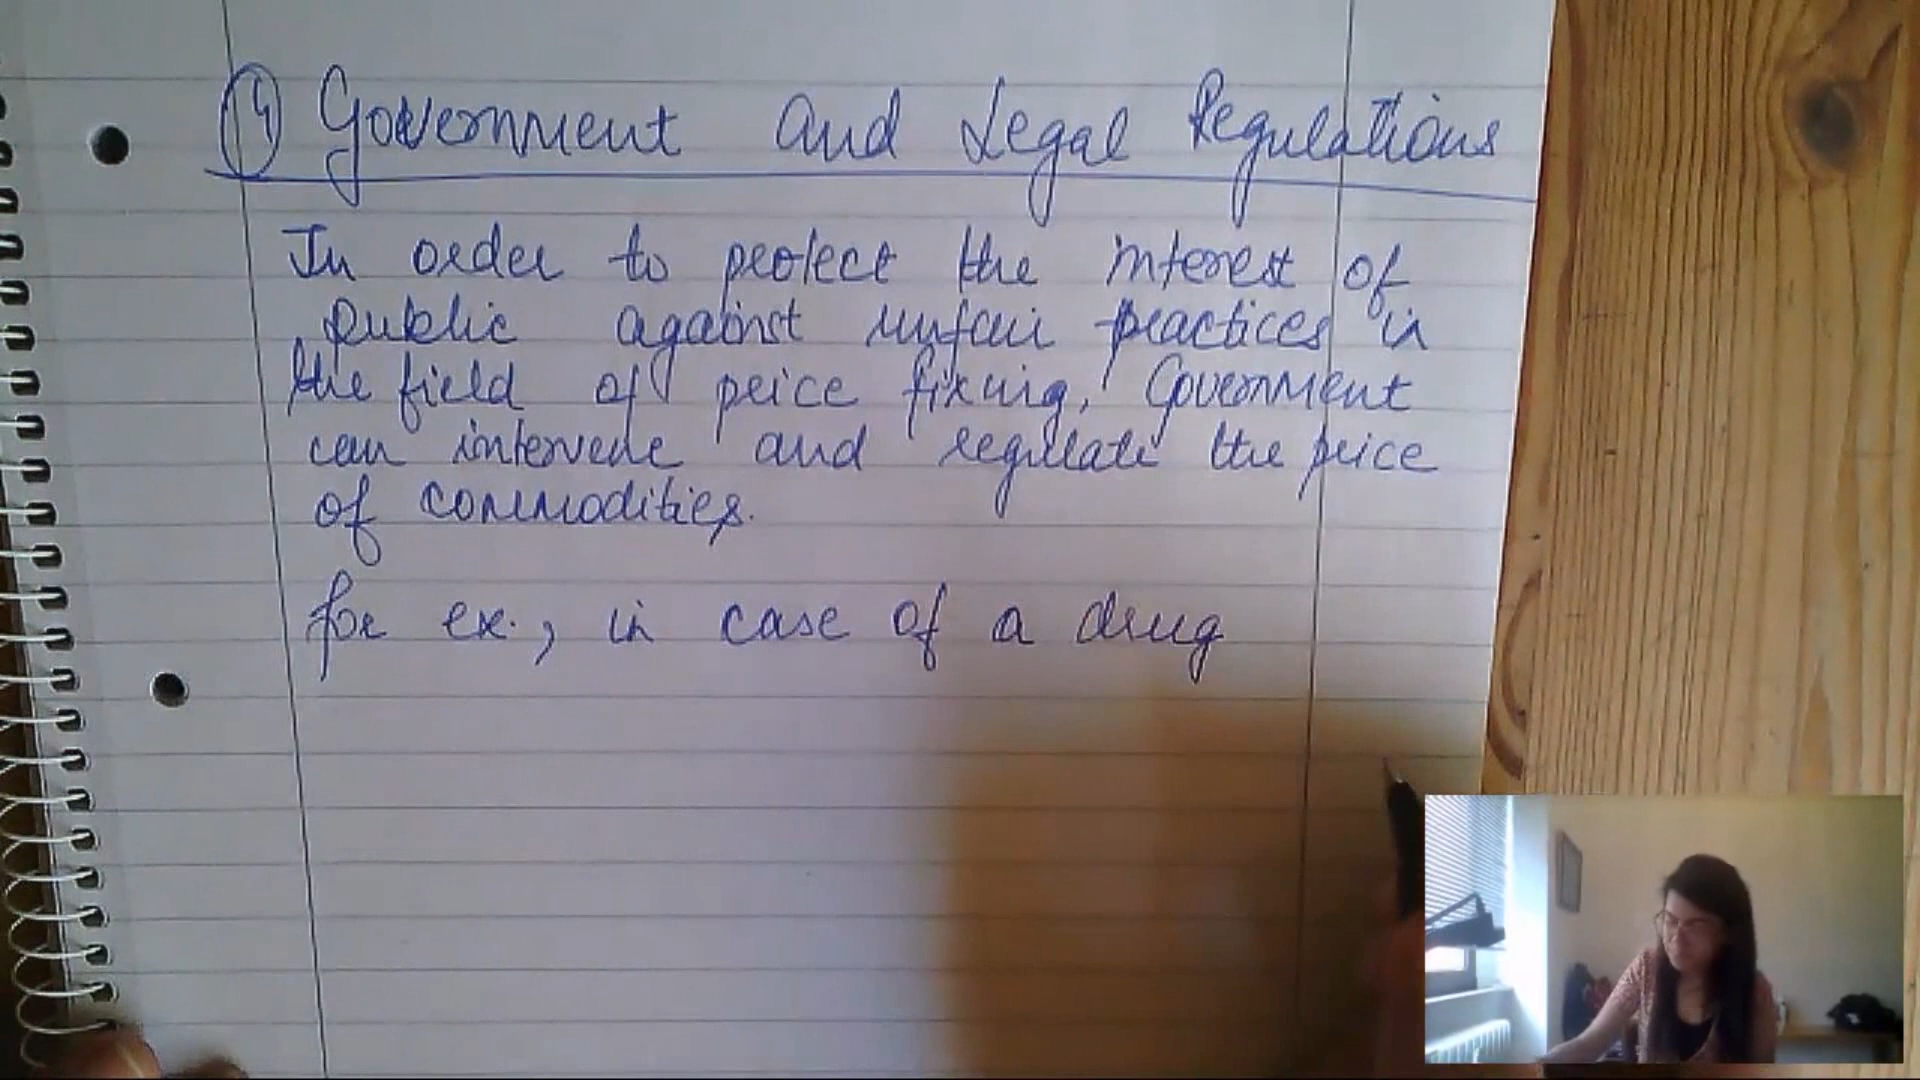 4 Government and Legal Regulations
In order to protect the interest of
public against unfair practices in
the field of price fixing, Government
can intervene and regulate the price
of commodities.
for ex., in case of a drug